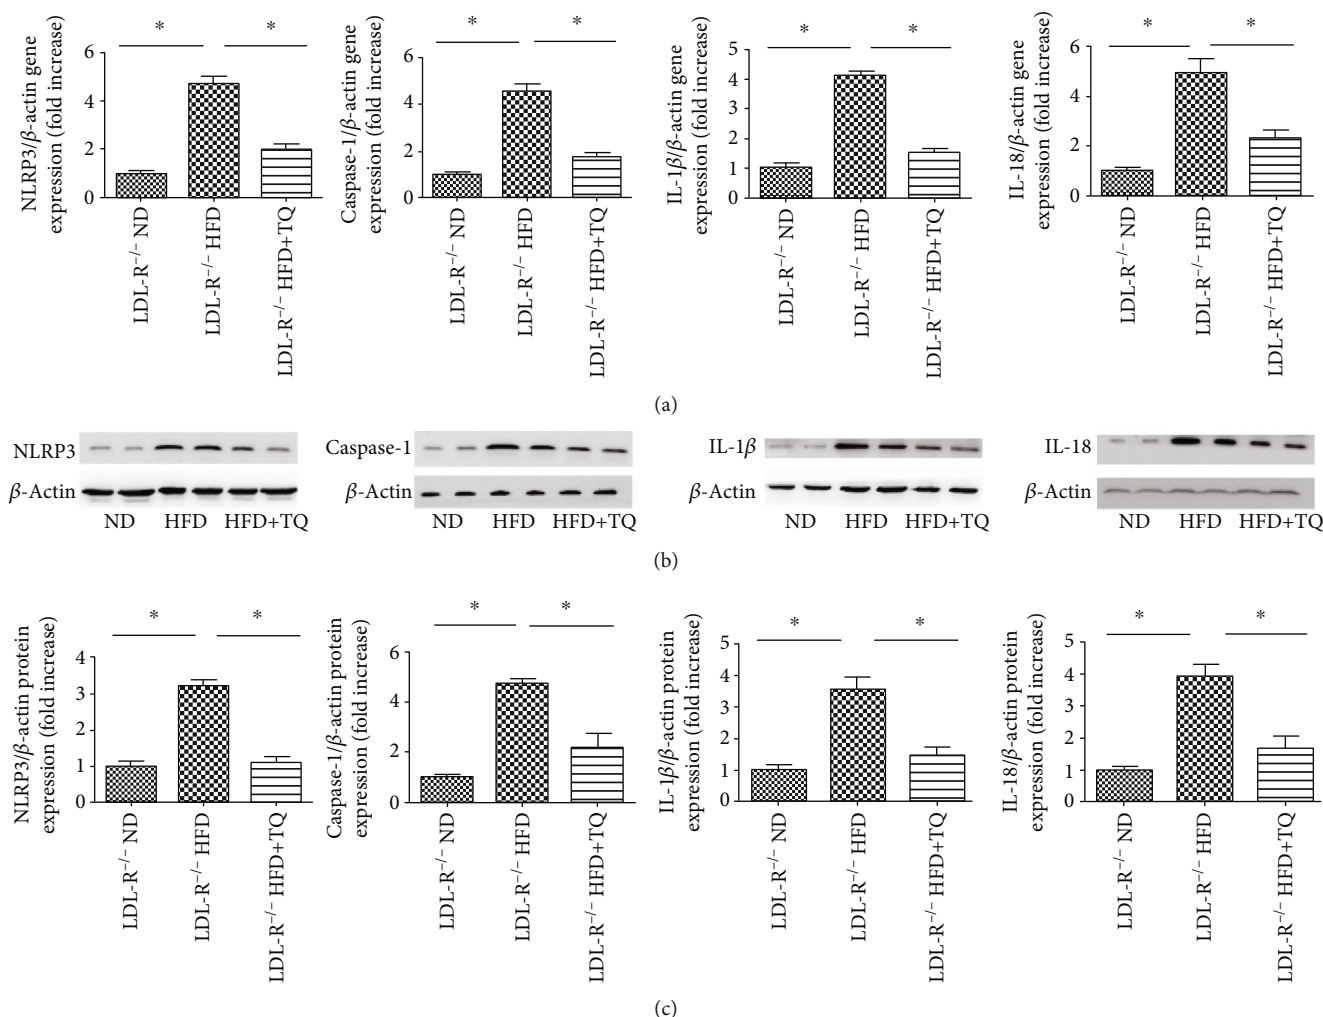 NLRP3/β-actin gene
expression (fold increase)
6
4
2
0
*
*
LDL-R−/− ND
LDL-R−/− HFD
LDL-R−/− HFD+TQ
Caspase-1/β-actin gene
expression (fold increase)
6
4
2
0
*
*
LDL-R−/− ND
LDL-R−/− HFD
LDL-R−/− HFD+TQ
IL-1β/β-actin gene
expression (fold increase)
5
4
3
2
1
0
*
*
LDL-R−/− ND
LDL-R−/− HFD
LDL-R−/− HFD+TQ
IL-18/β-actin gene
expression (fold increase)
6
4
2
0
*
*
LDL-R−/− ND
LDL-R−/− HFD
LDL-R−/− HFD+TQ
(a)
NLRP3
β-Actin
ND HFD HFD+TQ
Caspase-1
β-Actin
ND HFD HFD+TQ
IL-1β
β-Actin
ND HFD HFD+TQ
IL-18
β-Actin
ND HFD HFD+TQ
(b)
NLRP3/β-actin protein
expression (fold increase)
4
3
2
1
0
*
*
LDL-R−/− ND
LDL-R−/− HFD
LDL-R−/− HFD+TQ
Caspase-1/β-actin protein
expression (fold increase)
6
4
2
0
*
*
LDL-R−/− ND
LDL-R−/− HFD
LDL-R−/− HFD+TQ
IL-1β/β-actin protein
expression (fold increase)
5
4
3
2
1
0
*
*
LDL-R−/− ND
LDL-R−/− HFD
LDL-R−/− HFD+TQ
IL-18/β-actin protein
expression (fold increase)
5
4
3
2
1
0
*
*
LDL-R−/− ND
LDL-R−/− HFD
LDL-R−/− HFD+TQ
(c)